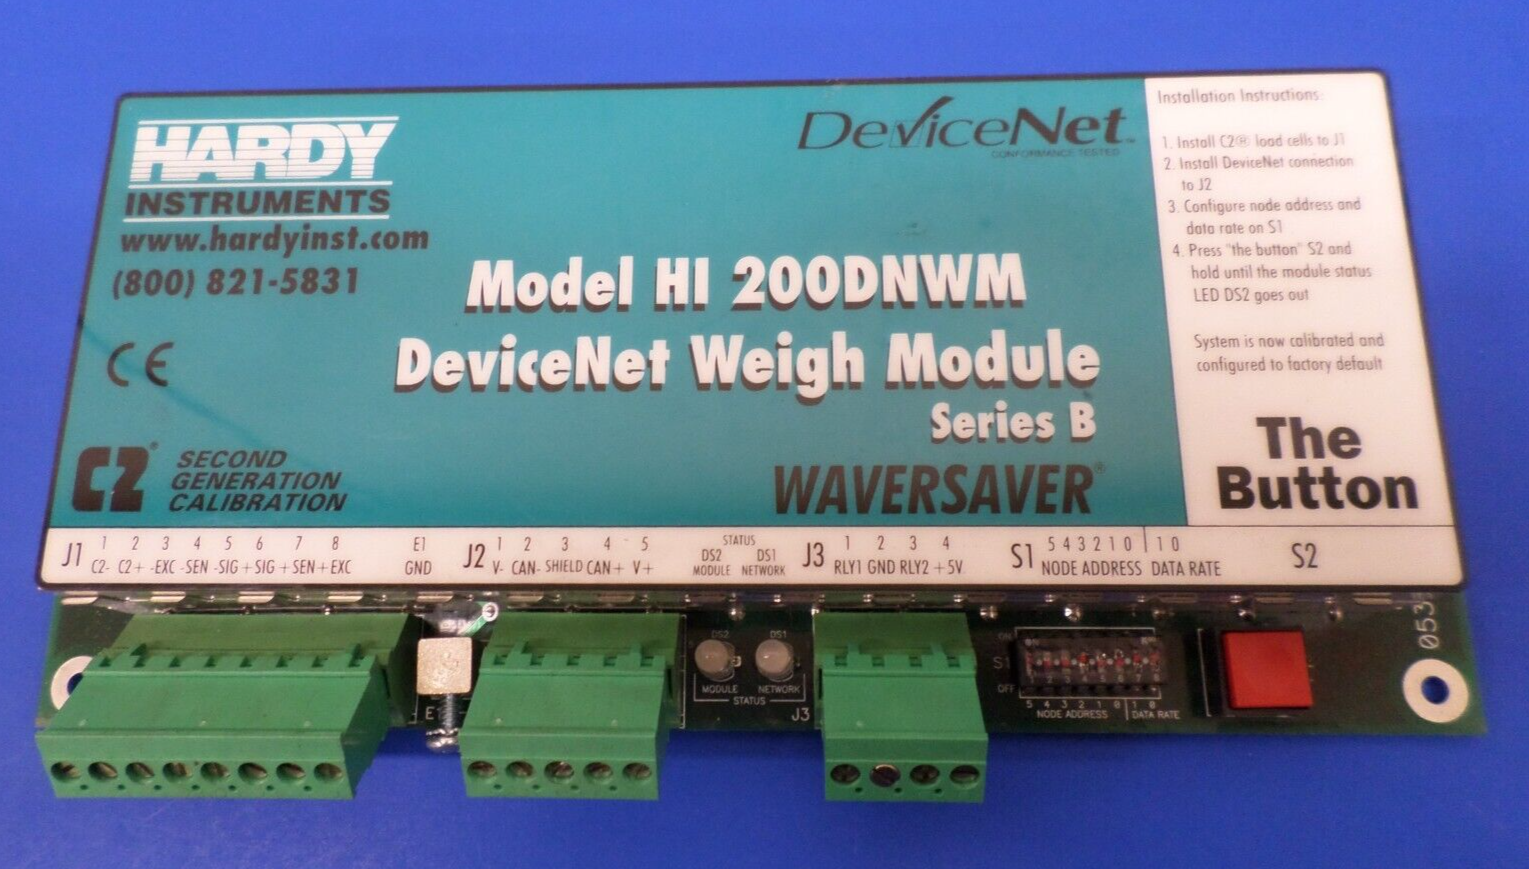 HARDY
INSTRUMENTS
www.hardyinst.com
(800) 821-5831
DeviceNet™
CONFORMANCE TESTED
Model HI 200DNWM
DeviceNet Weigh Module
Series B
WAVERSAVER®
CE
C2®
SECOND
GENERATION
CALIBRATION
Installation Instructions:
1. Install C2® load cells to J1
2. Install DeviceNet connection
to J2
3. Configure node address and
data rate on S1
4. Press "the button" S2 and
hold until the module status
LED DS2 goes out
System is now calibrated and
configured to factory default
The
Button
J1 1 2 3 4 5 6 7 8
C2- C2+ -EXC -SEN -SIG +SIG +SEN +EXC
E1
GND
J2 1 2 3 4 5
V- CAN- SHIELD CAN+ V+
STATUS
DS2 DS1
MODULE NETWORK
J3 1 2 3 4
RLY1 GND RLY2 +5V
S1 5 4 3 2 1 0 1 0
NODE ADDRESS DATA RATE
S2
E1
DS2 DS1
MODULE NETWORK
STATUS
J3
ON
S1
OFF
5 4 3 2 1 0 1 0
NODE ADDRESS DATA RATE